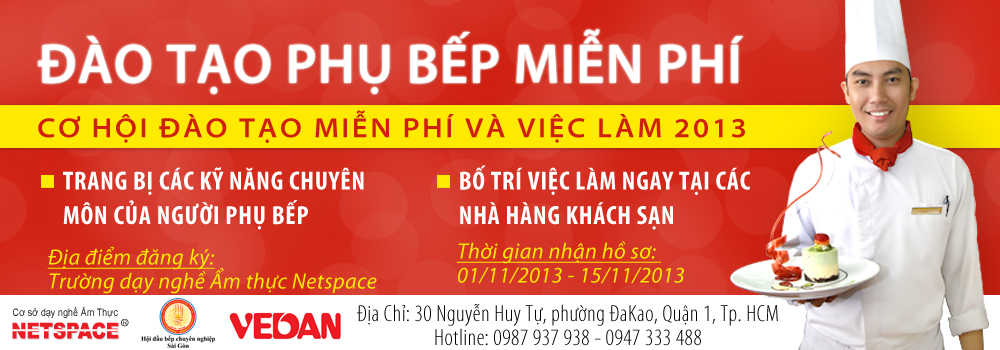 ĐÀO TẠO PHỤ BẾP MIỄN PHÍ
CƠ HỘI ĐÀO TẠO MIỄN PHÍ VÀ VIỆC LÀM 2013
TRANG BỊ CÁC KỸ NĂNG CHUYÊN
MÔN CỦA NGƯỜI PHỤ BẾP
BỐ TRÍ VIỆC LÀM NGAY TẠI CÁC
NHÀ HÀNG KHÁCH SẠN
Địa điểm đăng ký:
Trường dạy nghề Ẩm thực Netspace
Thời gian nhận hồ sơ:
01/11/2013 - 15/11/2013
Cơ sở dạy nghề Ẩm Thực
NETSPACE®
Hội đầu bếp chuyên nghiệp
Sài Gòn
VEDAN
Địa Chỉ: 30 Nguyễn Huy Tự, phường ĐaKao, Quận 1, Tp. HCM
Hotline: 0987 937 938 - 0947 333 488